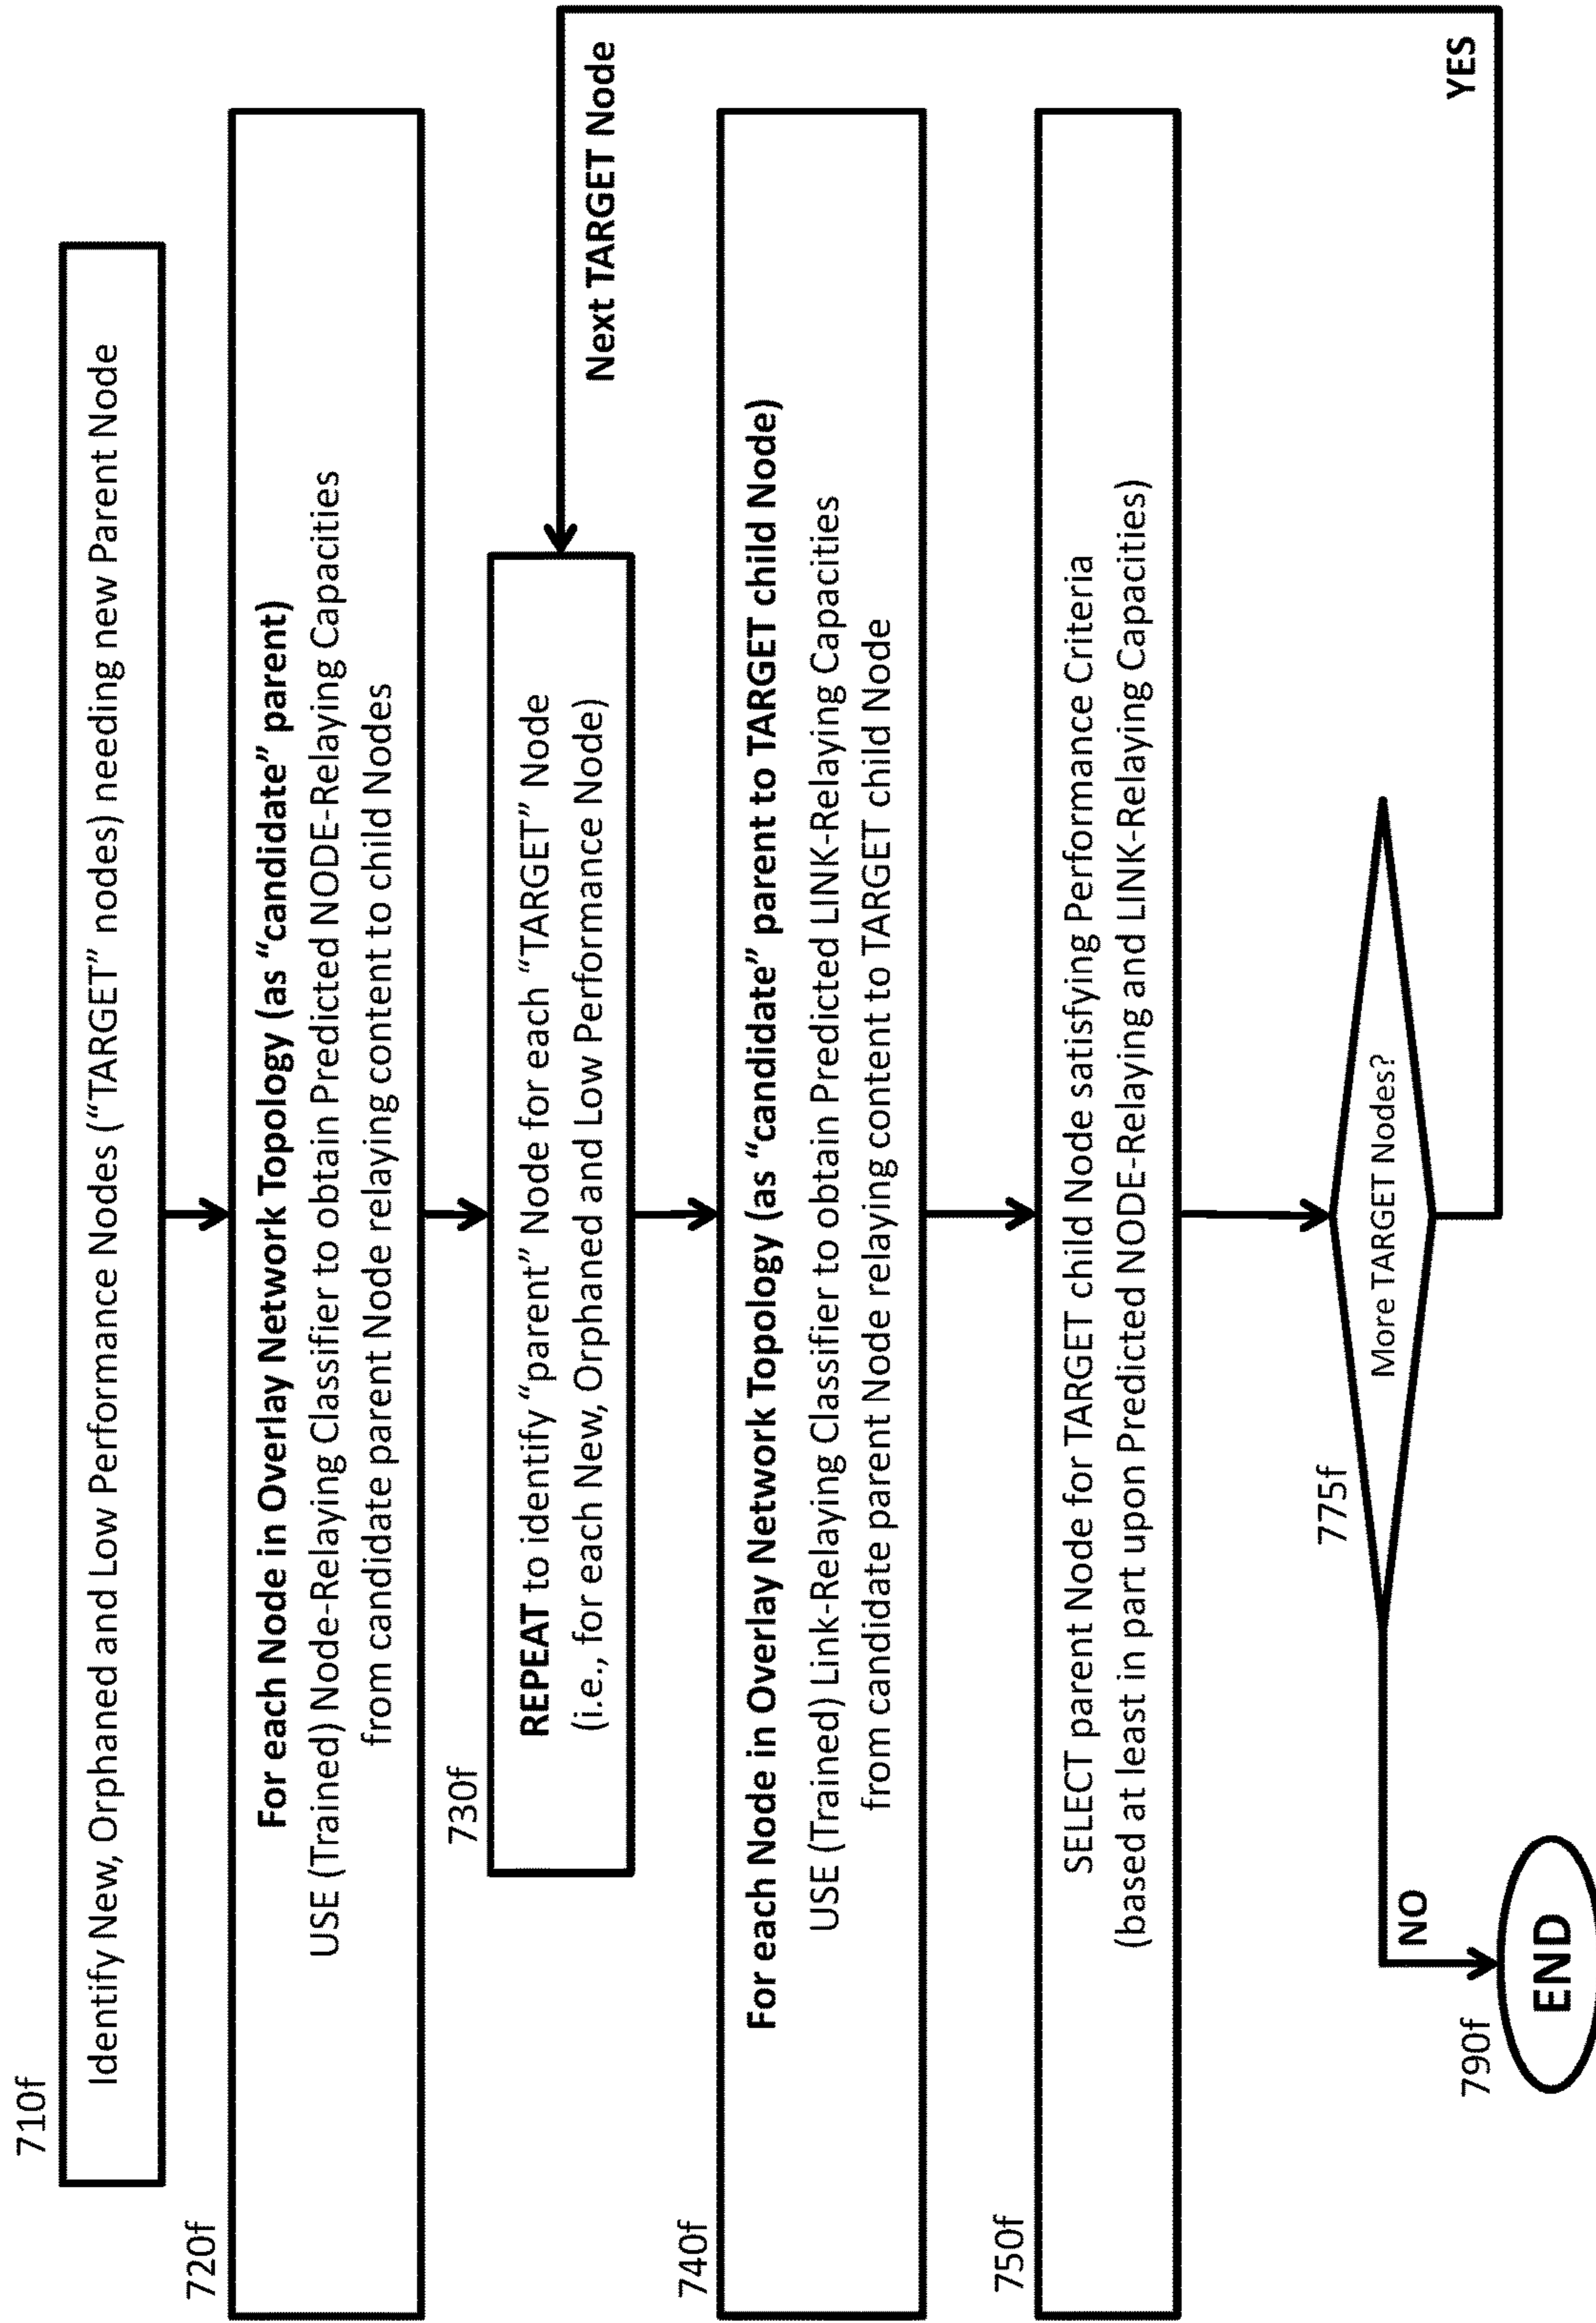 710f
Identify New, Orphaned and Low Performance Nodes (“TARGET” nodes) needing new Parent Node
720f
For each Node in Overlay Network Topology (as “candidate” parent)
USE (Trained) Node-Relaying Classifier to obtain Predicted NODE-Relaying Capacities
from candidate parent Node relaying content to child Nodes
730f
REPEAT to identify “parent” Node for each “TARGET” Node
(i.e., for each New, Orphaned and Low Performance Node)
Next TARGET Node
740f
For each Node in Overlay Network Topology (as “candidate” parent to TARGET child Node)
USE (Trained) Link-Relaying Classifier to obtain Predicted LINK-Relaying Capacities
from candidate parent Node relaying content to TARGET child Node
750f
SELECT parent Node for TARGET child Node satisfying Performance Criteria
(based at least in part upon Predicted NODE-Relaying and LINK-Relaying Capacities)
775f
More TARGET Nodes?
YES
NO
790f
END